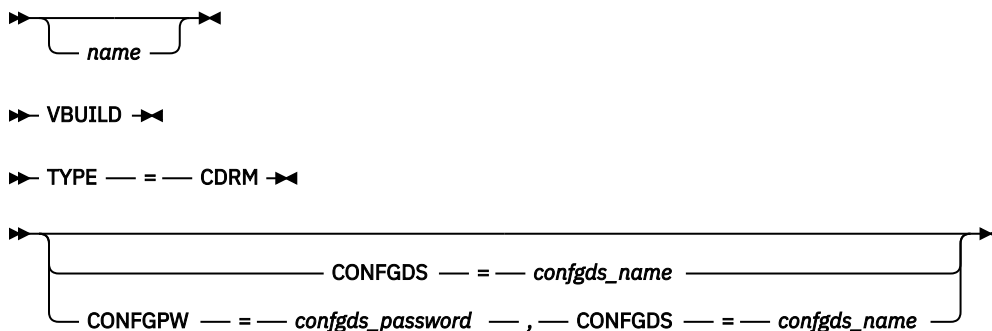 name
VBUILD
TYPE = CDRM
CONFGDS = confgds_name
CONFGPW = confgds_password , CONFGDS = confgds_name